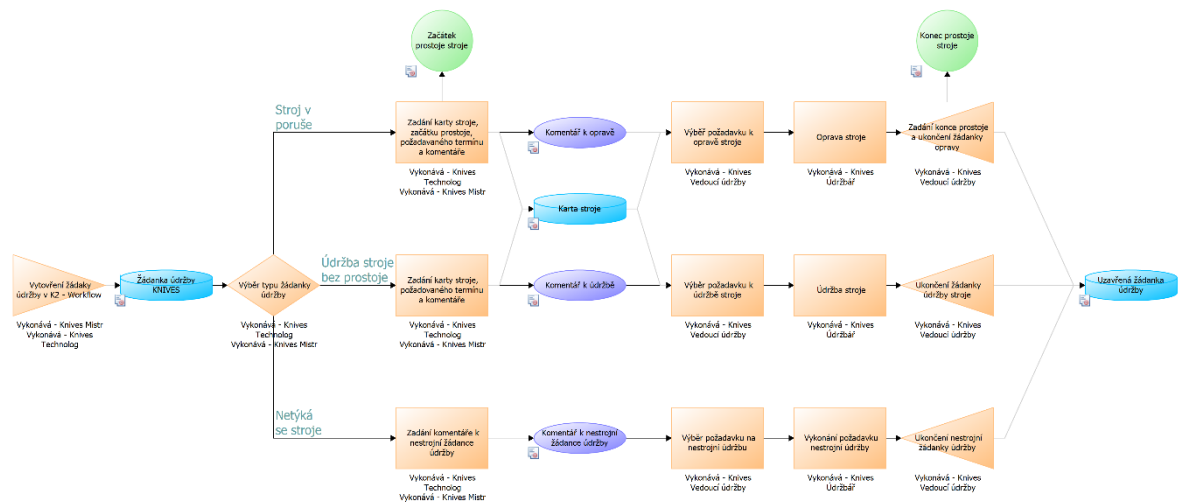 Začátek
prostoje stroje
Konec prostoje
stroje
Stroj v
poruše
Zadání karty stroje,
začátku prostoje,
požadovaného termínu
a komentáře
Vykonává - Knives
Technolog
Vykonává - Knives Mistr
Komentář k opravě
Výběř požadavku k
opravě stroje
Vykonává - Knives
Vedoucí údržby
Oprava stroje
Vykonává - Knives
Údržbář
Zadání konce prostoje
a ukončení žádanky
opravy
Vykonává - Knives
Vedoucí údržby
Karta stroje
Vytovření žádaky
údržby v K2 - Workflow
Vykonává - Knives Mistr
Vykonává - Knives
Technolog
Žádanka údržby
KNIVES
Výběr typu žádanky
údržby
Vykonává - Knives
Technolog
Vykonává - Knives Mistr
Údržba stroje
bez prostoje
Zadání karty stroje,
požadovaného termínu
a komentáře
Vykonává - Knives
Technolog
Vykonává - Knives Mistr
Komentář k údržbě
Výběr požadavku k
údržbě stroje
Vykonává - Knives
Vedoucí údržby
Údržba stroje
Vykonává - Knives
Údržbář
Ukončení žádanky
údržby stroje
Vykonává - Knives
Vedoucí údržby
Uzavřená žádanka
údržby
Netýká
se stroje
Zadání komentáře k
nestrojní žádance
údržby
Vykonává - Knives
Technolog
Vykonává - Knives Mistr
Komentář k nestrojní
žádance údržby
Výběr požadavku na
nestrojní údržbu
Vykonává - Knives
Vedoucí údržby
Vykonání požadavku
nestrojní údržby
Vykonává - Knives
Údržbář
Ukončení nestrojní
žádanky údržby
Vykonává - Knives
Vedoucí údržby